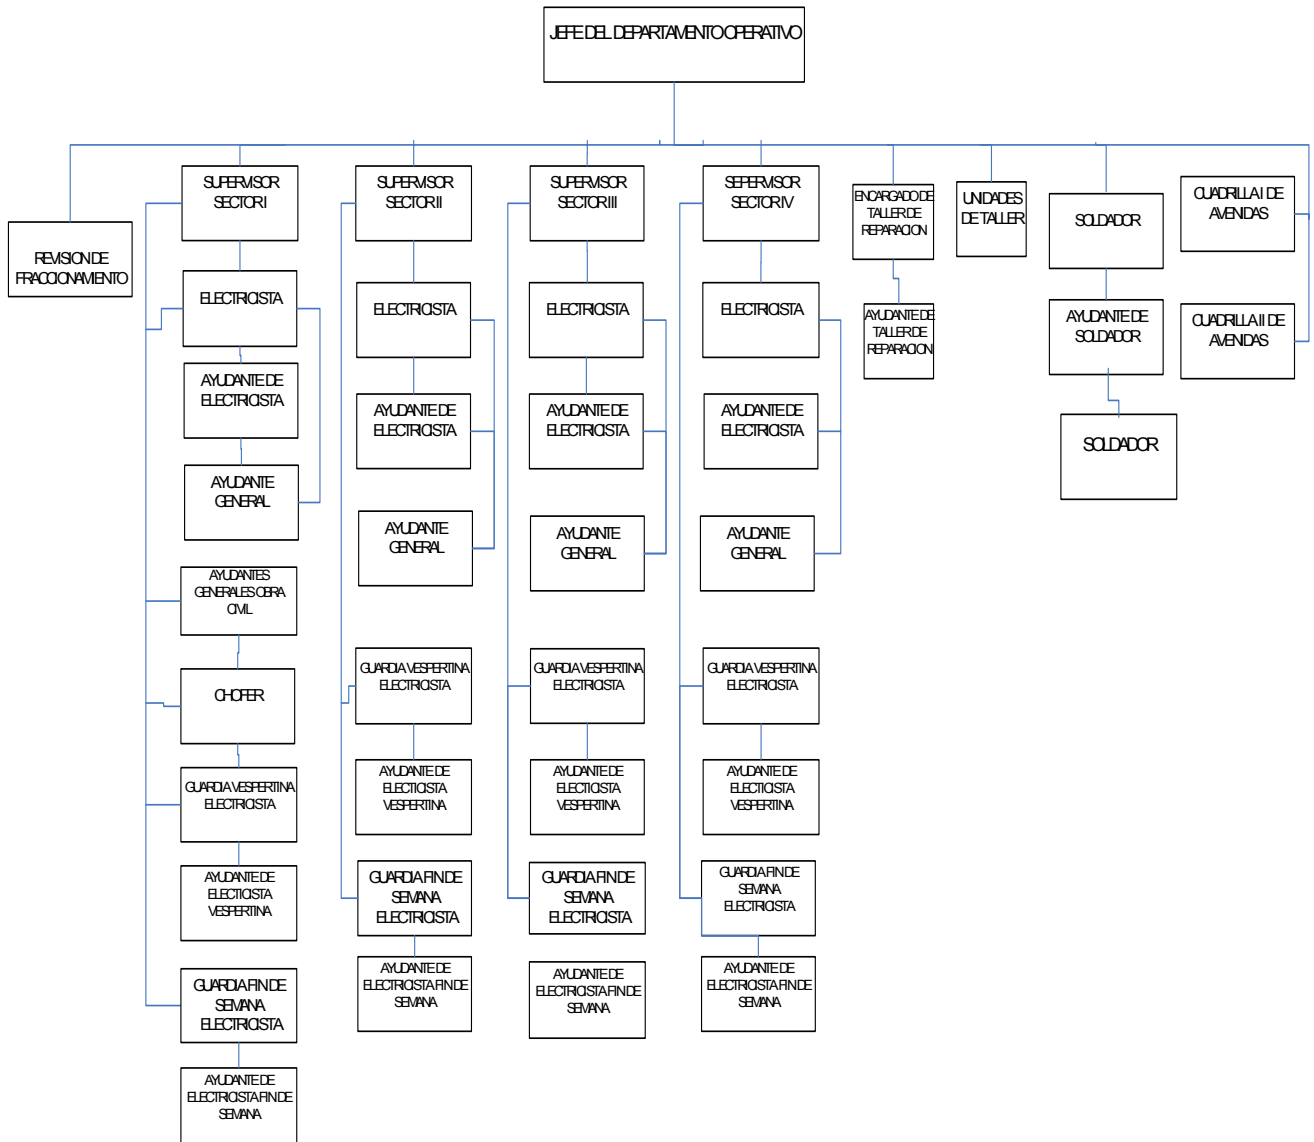 JEFE DEL DEPARTAMENTO OPERATIVO
REVISION DE
FRACCIONAMIENTO
SUPERVISOR
SECTOR I
ELECTRICISTA
AYUDANTE DE
ELECTRICISTA
AYUDANTE
GENERAL
AYUDANTES
GENERALES OBRA
CIVIL
CHOFER
GUARDIA VESPERTINA
ELECTRICISTA
AYUDANTE DE
ELECTICISTA
VESPERTINA
GUARDIA FIN DE
SEMANA
ELECTRICISTA
AYUDANTE DE
ELECTRICISTA FIN DE
SEMANA
SUPERVISOR
SECTOR II
ELECTRICISTA
AYUDANTE DE
ELECTRICISTA
AYUDANTE
GENERAL
GUARDIA VESPERTINA
ELECTRICISTA
AYUDANTE DE
ELECTICISTA
VESPERTINA
GUARDIA FIN DE
SEMANA
ELECTRICISTA
AYUDANTE DE
ELECTRICISTA FIN DE
SEMANA
SUPERVISOR
SECTOR III
ELECTRICISTA
AYUDANTE DE
ELECTRICISTA
AYUDANTE
GENERAL
GUARDIA VESPERTINA
ELECTRICISTA
AYUDANTE DE
ELECTICISTA
VESPERTINA
GUARDIA FIN DE
SEMANA
ELECTRICISTA
AYUDANTE DE
ELECTRICISTA FIN DE
SEMANA
SEPERVISOR
SECTOR IV
ELECTRICISTA
AYUDANTE DE
ELECTRICISTA
AYUDANTE
GENERAL
GUARDIA VESPERTINA
ELECTRICISTA
AYUDANTE DE
ELECTICISTA
VESPERTINA
GUARDIA FIN DE
SEMANA
ELECTRICISTA
AYUDANTE DE
ELECTRICISTA FIN DE
SEMANA
ENCARGADO DE
TALLER DE
REPARACION
AYUDANTE DE
TALLER DE
REPARACION
UNIDADES
DE TALLER
SOLDADOR
AYUDANTE DE
SOLDADOR
SOLDADOR
CUADRILLA I DE
AVENIDAS
CUADRILLA II DE
AVENIDAS